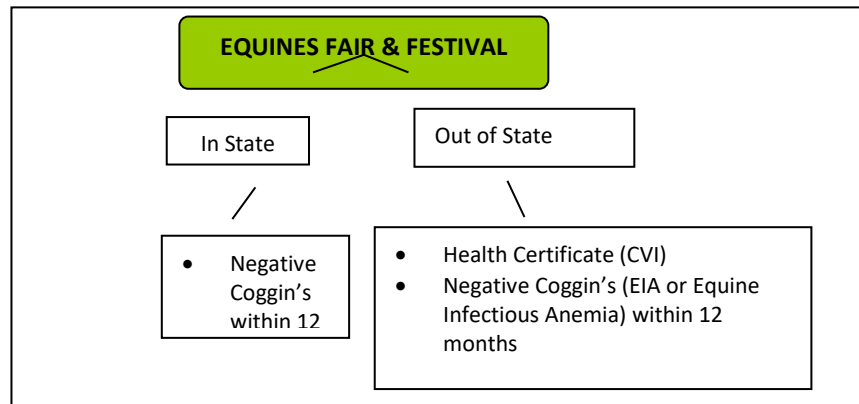 EQUINES FAIR & FESTIVAL
In State
Out of State
• Negative
Coggin’s
within 12
• Health Certificate (CVI)
• Negative Coggin’s (EIA or Equine
Infectious Anemia) within 12
months